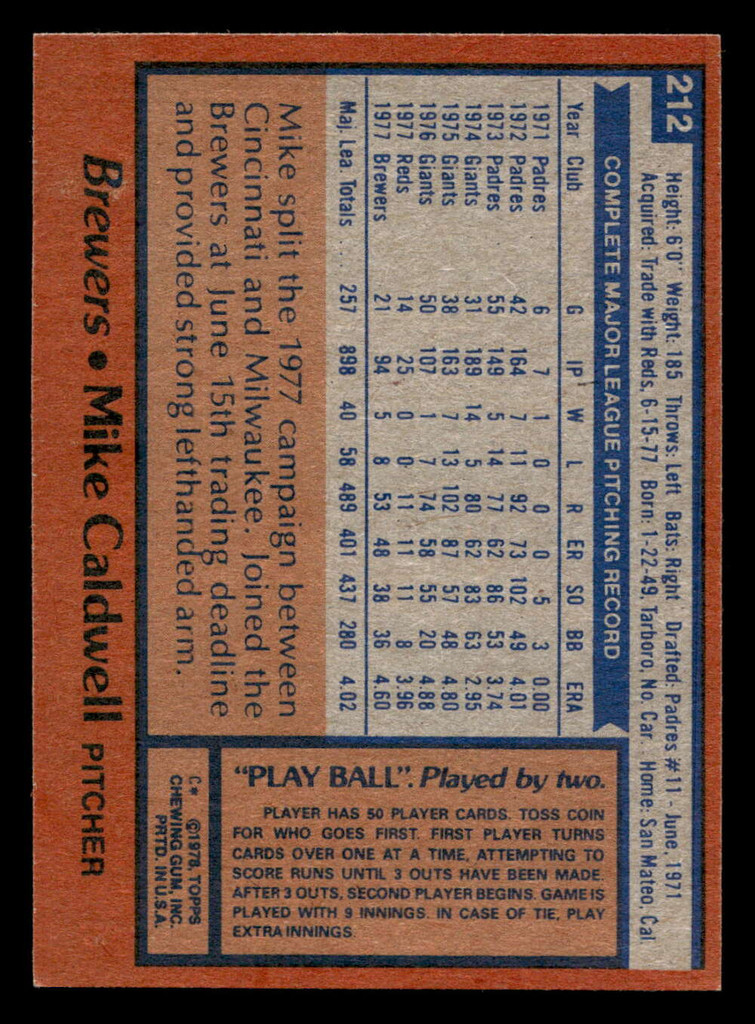 212
Height: 6'0" Weight: 185 Throws: Left Bats: Right Drafted: Padres #11 - June, 1971
Acquired: Trade with Reds, 6-15-77 Born: 1-22-49, Tarboro, No. Car. Home: San Mateo, Cal
COMPLETE MAJOR LEAGUE PITCHING RECORD
Year Club G IP W L R ER SO BB ERA
1971 Padres 6 7 1 0 0 0 5 3 0.00
1972 Padres 42 164 7 11 92 73 102 49 4.01
1973 Padres 55 149 5 14 77 62 86 53 3.74
1974 Giants 31 189 14 5 80 62 83 63 2.95
1975 Giants 38 163 7 13 102 87 57 48 4.80
1976 Giants 50 107 1 7 74 58 55 20 4.88
1977 Reds 14 25 0 0 11 11 11 8 3.96
1977 Brewers 21 94 5 8 53 48 38 36 4.60
Maj. Lea. Totals . . . 257 898 40 58 489 401 437 280 4.02
Mike split the 1977 campaign between
Cincinnati and Milwaukee. Joined the
Brewers at June 15th trading deadline
and provided strong lefthanded arm.
Brewers • Mike Caldwell PITCHER
"PLAY BALL". Played by two.
PLAYER HAS 50 PLAYER CARDS. TOSS COIN
FOR WHO GOES FIRST. FIRST PLAYER TURNS
CARDS OVER ONE AT A TIME, ATTEMPTING TO
SCORE RUNS UNTIL 3 OUTS HAVE BEEN MADE.
AFTER 3 OUTS, SECOND PLAYER BEGINS. GAME IS
PLAYED WITH 9 INNINGS. IN CASE OF TIE, PLAY
EXTRA INNINGS.
C* ©1978, TOPPS
CHEWING GUM, INC.
PRTD. IN U.S.A.